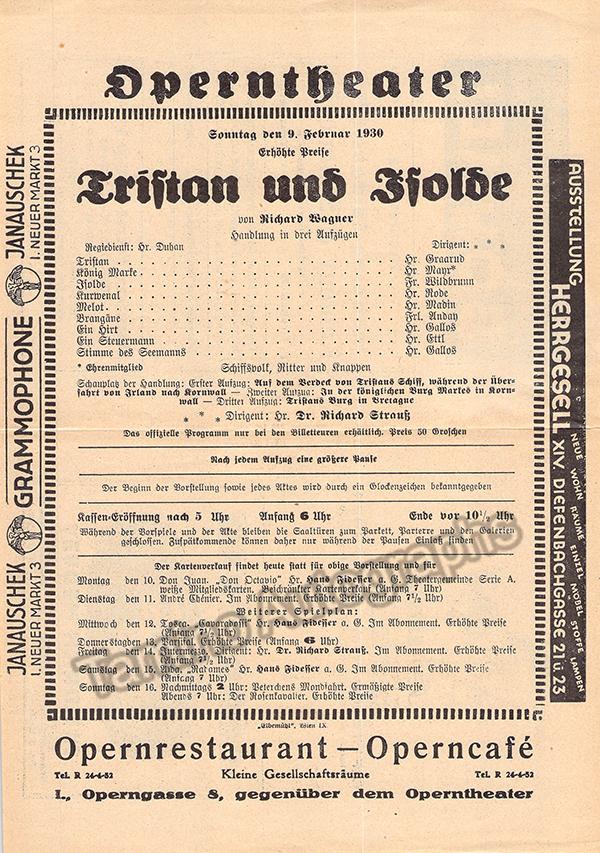 Operntheater
Sonntag den 9. Februar 1930
Erhöhte Preise
Tristan und Isolde
von Richard Wagner
Handlung in drei Aufzügen
Regiedienst: Hr. Duhan Dirigent: * * *
Tristan Hr. Graarud
König Marke Hr. Mayr*
Isolde Fr. Wildbrunn
Kurwenal Hr. Rode
Melot Hr. Madin
Brangäne Frl. Anday
Ein Hirt Hr. Gallos
Ein Steuermann Hr. Ettl
Stimme des Seemanns Hr. Gallos
* Ehrenmitglied Schiffsvolk, Ritter und Knappen
Schauplatz der Handlung: Erster Aufzug: Auf dem Verdeck von Tristans Schiff, während der Über-
fahrt von Irland nach Kornwall — Zweiter Aufzug: In der königlichen Burg Markes in Korn-
wall — Dritter Aufzug: Tristans Burg in Bretagne
* * * Dirigent: Hr. Dr. Richard Strauß
Das offizielle Programm nur bei den Billetteuren erhältlich. Preis 50 Groschen
Nach jedem Aufzug eine größere Pause
Der Beginn der Vorstellung sowie jedes Aktes wird durch ein Glockenzeichen bekanntgegeben
Kassen-Eröffnung nach 5 Uhr Anfang 6 Uhr Ende vor 10½ Uhr
Während der Vorspiele und der Akte bleiben die Saaltüren zum Parkett, Parterre und den Galerien
geschlossen. Zuspätkommende können daher nur während der Pausen Einlaß finden
Der Kartenverkauf findet heute statt für obige Vorstellung und für
Montag den 10. Don Juan. „Don Octavio" Hr. Hans Fidesser a. G. Theatergemeinde Serie A,
weiße Mitgliedskarten. Beschränkter Kartenverkauf (Anfang 7 Uhr)
Dienstag den 11. André Chénier. Im Abonnement. Erhöhte Preise (Anfang 7½ Uhr)
Weiterer Spielplan:
Mittwoch den 12. Tosca. „Cavaradossi" Hr. Hans Fidesser a. G. Im Abonnement. Erhöhte Preise
(Anfang 7½ Uhr)
Donnerstag den 13. Parsifal. Erhöhte Preise (Anfang 6 Uhr)
Freitag den 14. Intermezzo. Dirigent: Hr. Dr. Richard Strauß. Im Abonnement. Erhöhte Preise
(Anfang 7½ Uhr)
Samstag den 15. Aida. „Radames" Hr. Hans Fidesser a. G. Im Abonnement. Erhöhte Preise
(Anfang 7 Uhr)
Sonntag den 16. Nachmittags 2 Uhr: Peterchens Mondfahrt. Ermäßigte Preise
Abends 7 Uhr: Der Rosenkavalier. Erhöhte Preise
„Elbemühl", Wien IX
Opernrestaurant — Operncafé
Tel. R 24-6-52 Kleine Gesellschaftsräume Tel. R 24-6-52
I., Operngasse 8, gegenüber dem Operntheater
JANAUSCHEK
I. NEUER MARKT 3
GRAMMOPHONE
JANAUSCHEK
I. NEUER MARKT 3
AUSSTELLUNG
HERRGESELL
XIV. DIEFENBACHGASSE 21 u. 23
NEUE WOHNRÄUME EINZELMÖBEL STOFFE LAMPEN
Tamino Autographs